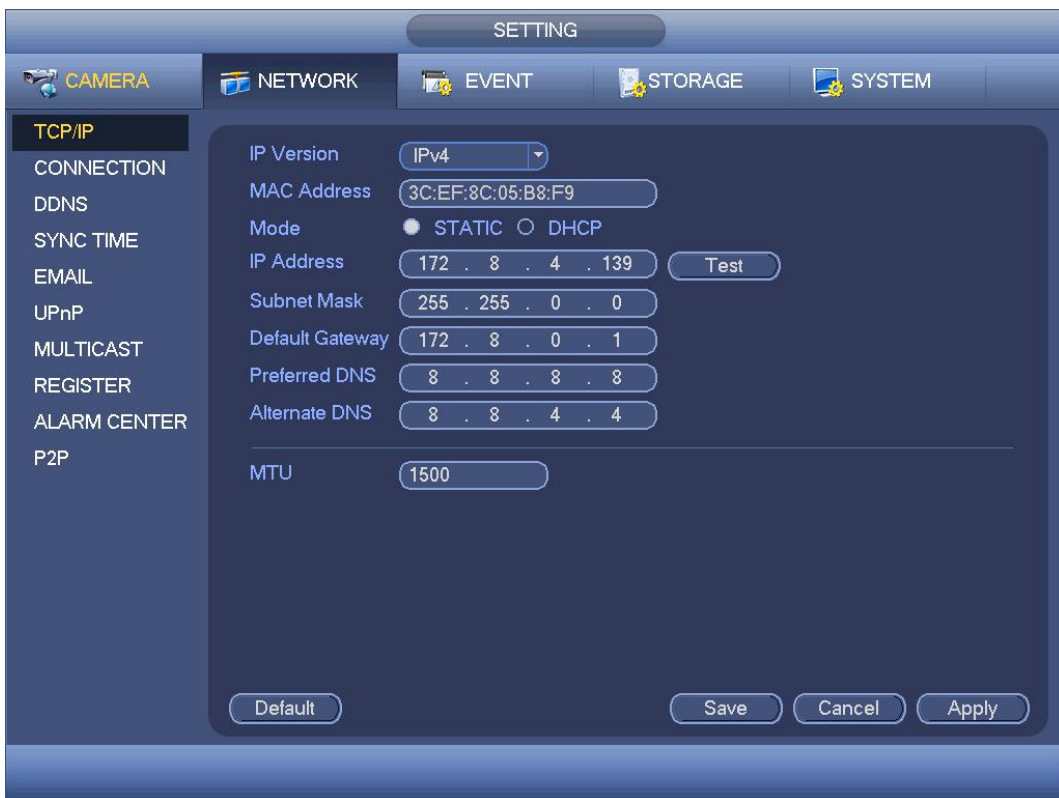 SETTING
CAMERA NETWORK EVENT STORAGE SYSTEM
TCP/IP
CONNECTION
DDNS
SYNC TIME
EMAIL
UPnP
MULTICAST
REGISTER
ALARM CENTER
P2P
IP Version IPv4
MAC Address 3C:EF:8C:05:B8:F9
Mode STATIC DHCP
IP Address 172 . 8 . 4 . 139 Test
Subnet Mask 255 . 255 . 0 . 0
Default Gateway 172 . 8 . 0 . 1
Preferred DNS 8 . 8 . 8 . 8
Alternate DNS 8 . 8 . 4 . 4
MTU 1500
Default Save Cancel Apply